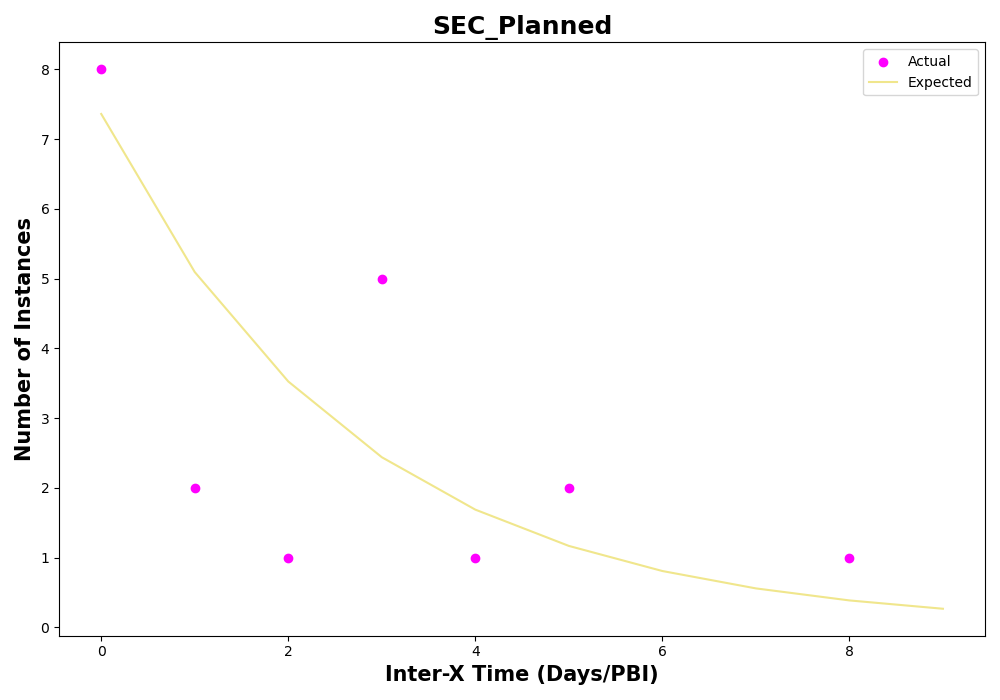 SEC_Planned
Actual
Expected
Number of Instances
8
7
6
5
4
3
2
1
0
0 2 4 6 8
Inter-X Time (Days/PBI)